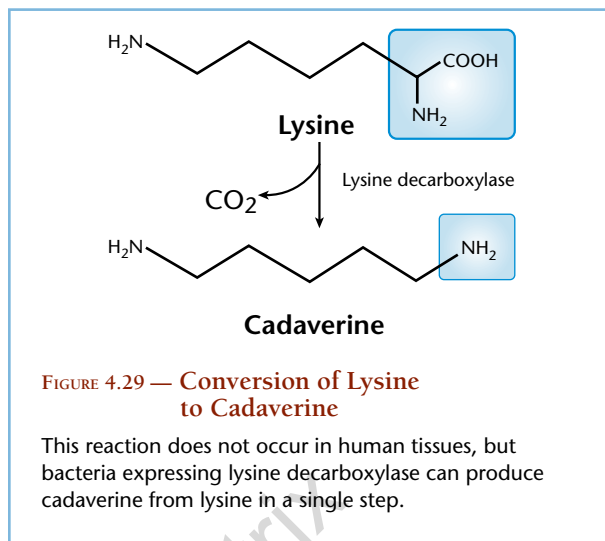 H₂N
COOH
NH₂
Lysine
Lysine decarboxylase
CO₂
H₂N
NH₂
Cadaverine
FIGURE 4.29 — Conversion of Lysine
to Cadaverine
This reaction does not occur in human tissues, but
bacteria expressing lysine decarboxylase can produce
cadaverine from lysine in a single step.
trix